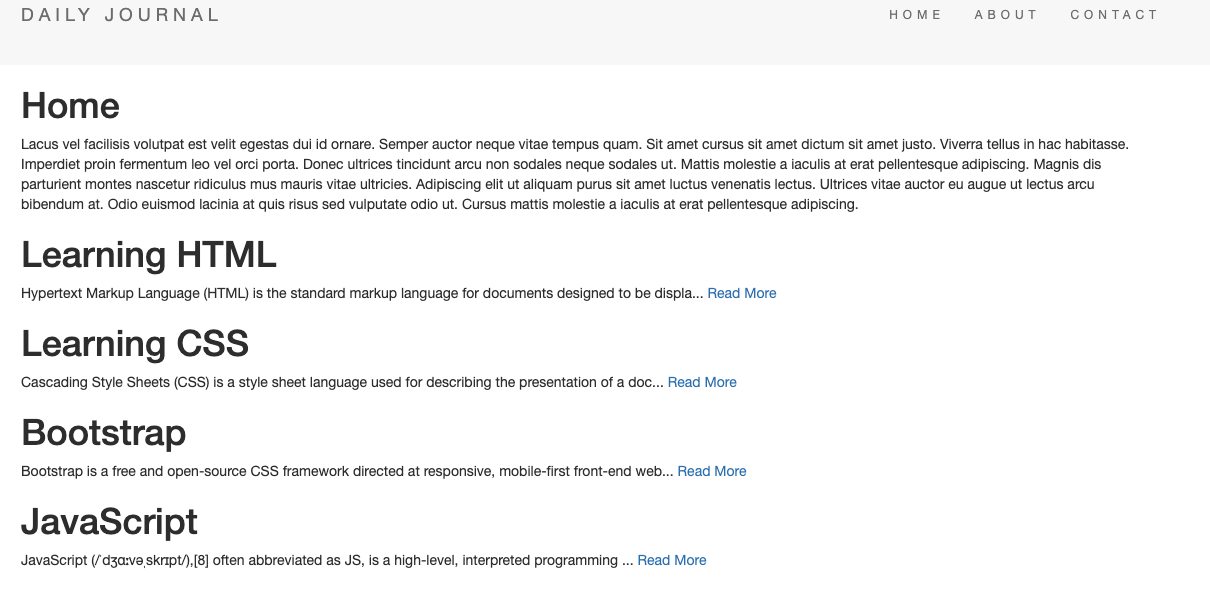 DAILY JOURNAL HOME ABOUT CONTACT
Home
Lacus vel facilisis volutpat est velit egestas dui id ornare. Semper auctor neque vitae tempus quam. Sit amet cursus sit amet dictum sit amet justo. Viverra tellus in hac habitasse.
Imperdiet proin fermentum leo vel orci porta. Donec ultrices tincidunt arcu non sodales neque sodales ut. Mattis molestie a iaculis at erat pellentesque adipiscing. Magnis dis
parturient montes nascetur ridiculus mus mauris vitae ultricies. Adipiscing elit ut aliquam purus sit amet luctus venenatis lectus. Ultrices vitae auctor eu augue ut lectus arcu
bibendum at. Odio euismod lacinia at quis risus sed vulputate odio ut. Cursus mattis molestie a iaculis at erat pellentesque adipiscing.
Learning HTML
Hypertext Markup Language (HTML) is the standard markup language for documents designed to be displa... Read More
Learning CSS
Cascading Style Sheets (CSS) is a style sheet language used for describing the presentation of a doc... Read More
Bootstrap
Bootstrap is a free and open-source CSS framework directed at responsive, mobile-first front-end web... Read More
JavaScript
JavaScript (/ˈdʒɑːvəˌskrɪpt/),[8] often abbreviated as JS, is a high-level, interpreted programming ... Read More